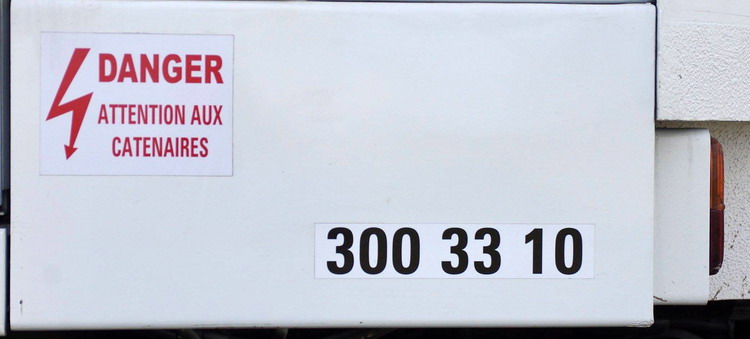 DANGER
ATTENTION AUX
CATENAIRES
300 33 10